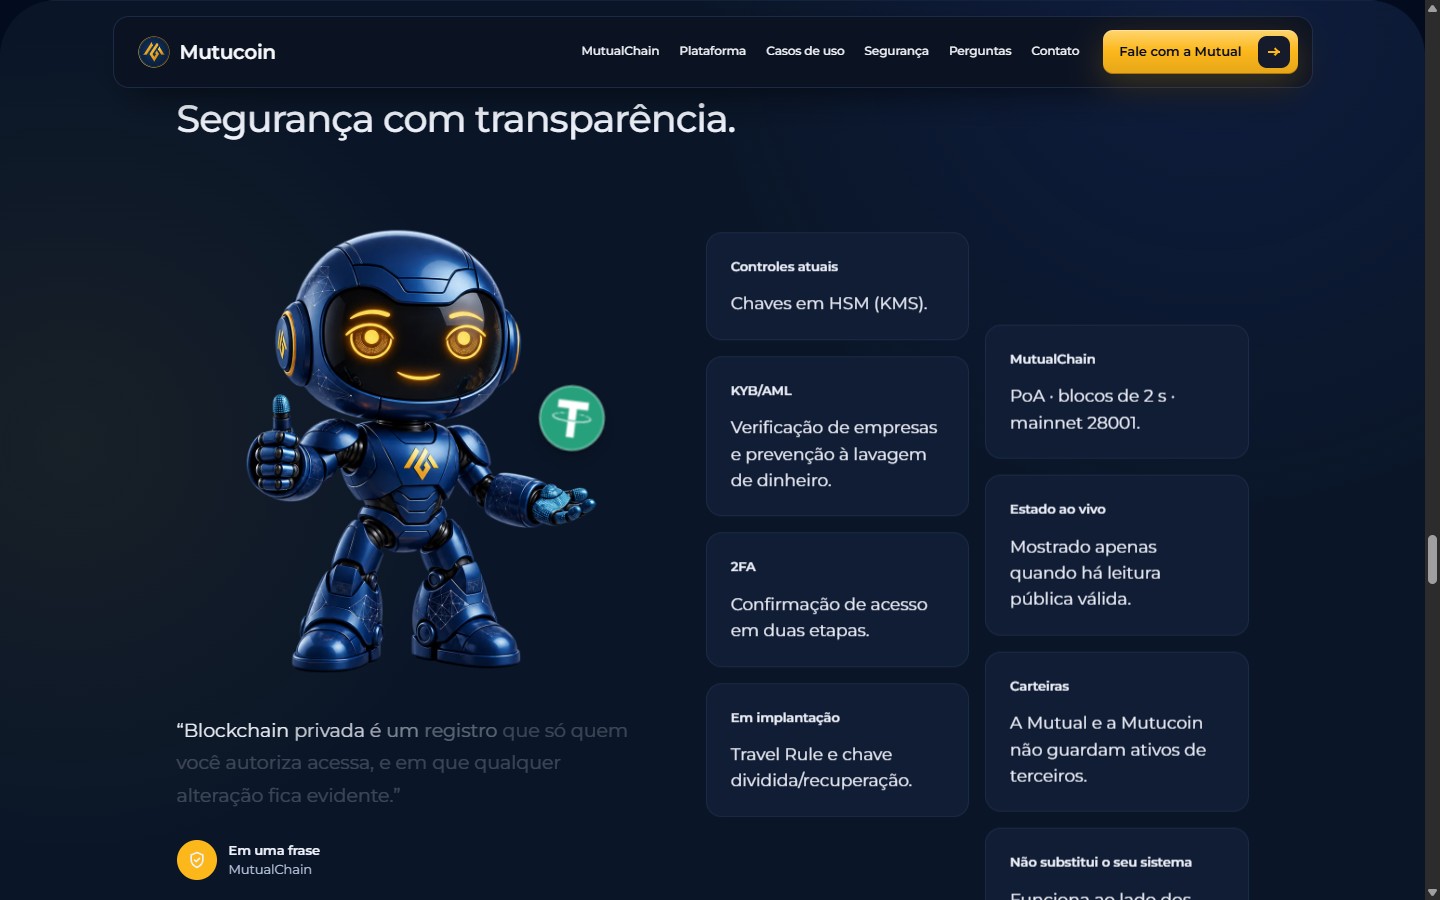 Mutucoin
MutualChain
Plataforma
Casos de uso
Segurança
Perguntas
Contato
Fale com a Mutual
Segurança com transparência.
“Blockchain privada é um registro que só quem
você autoriza acessa, e em que qualquer
alteração fica evidente.”
Em uma frase
MutualChain
Controles atuais
Chaves em HSM (KMS).
KYB/AML
Verificação de empresas
e prevenção à lavagem
de dinheiro.
2FA
Confirmação de acesso
em duas etapas.
Em implantação
Travel Rule e chave
dividida/recuperação.
MutualChain
PoA · blocos de 2 s ·
mainnet 28001.
Estado ao vivo
Mostrado apenas
quando há leitura
pública válida.
Carteiras
A Mutual e a Mutucoin
não guardam ativos de
terceiros.
Não substitui o seu sistema
Funciona ao lado dos